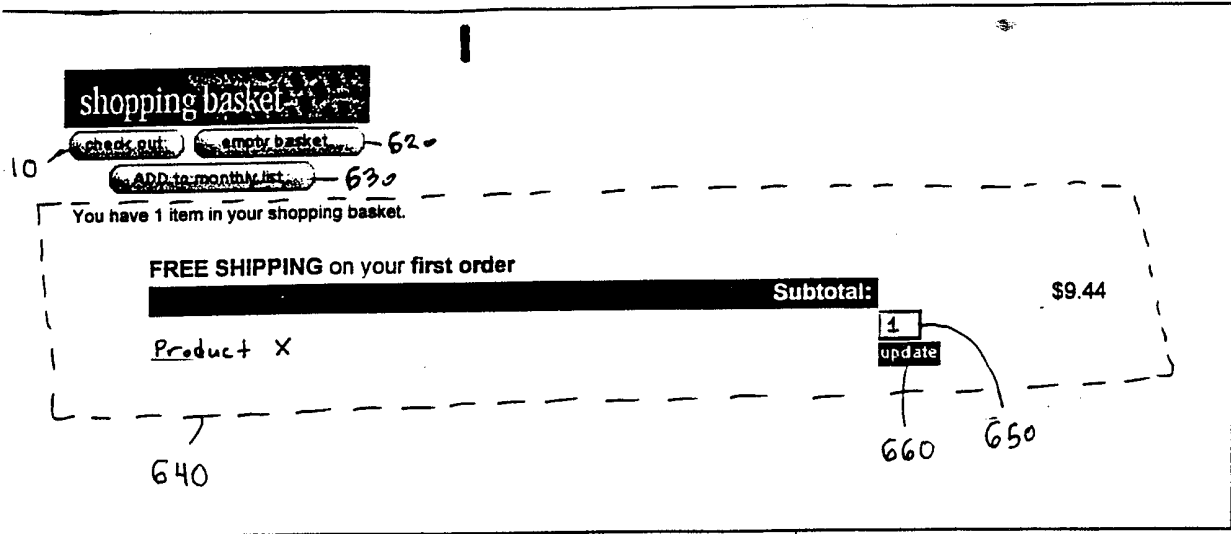 shopping basket
check out empty basket 620
10 ADD to monthly list 630
You have 1 item in your shopping basket.
FREE SHIPPING on your first order
Subtotal: $9.44
1
Product X update
660 650
640